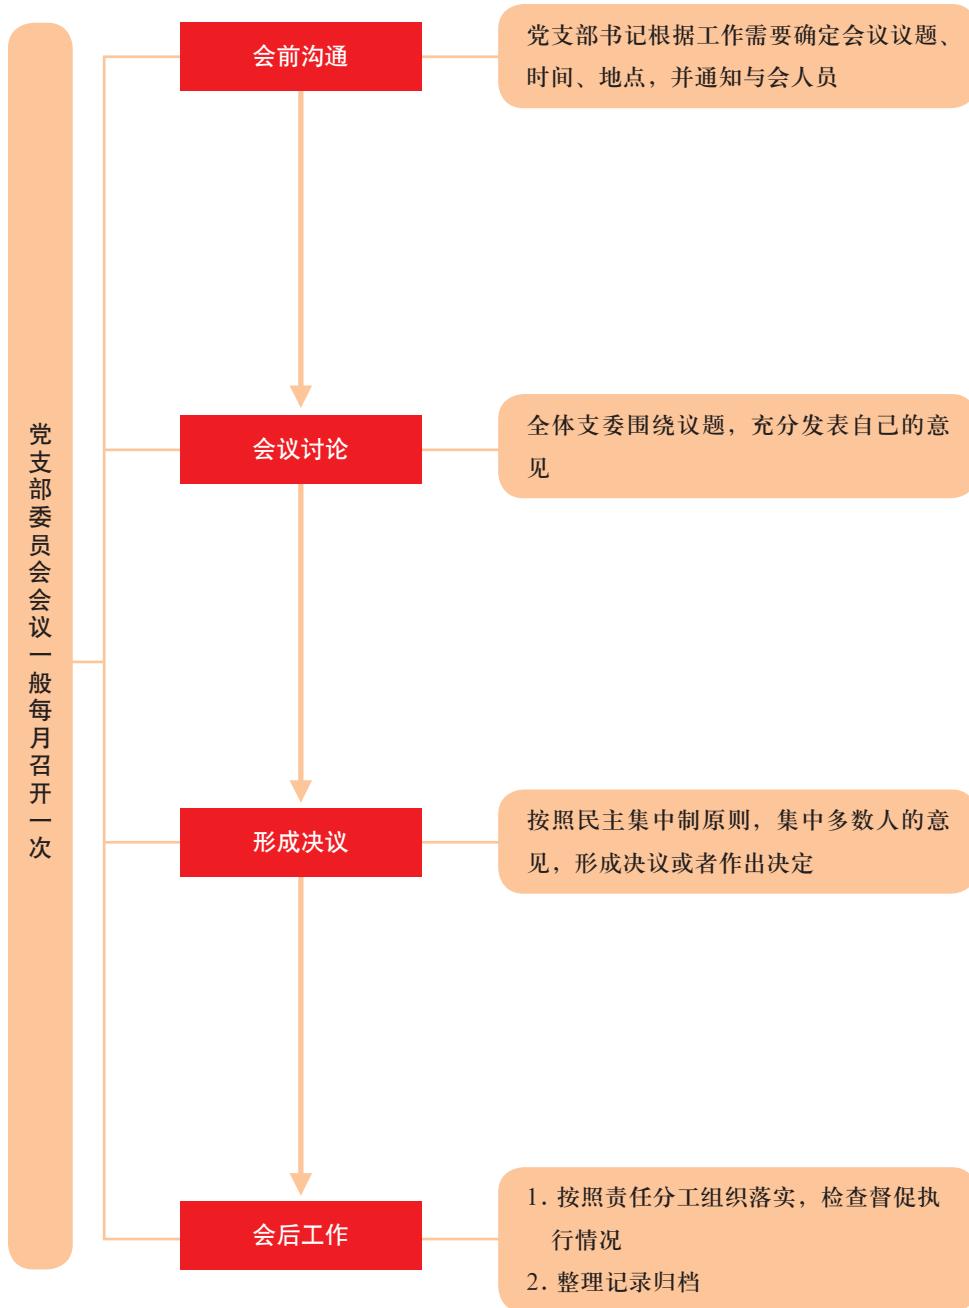 党支部委员会会议一般每月召开一次
会前沟通
党支部书记根据工作需要确定会议议题、
时间、地点，并通知与会人员
会议讨论
全体支委围绕议题，充分发表自己的意
见
形成决议
按照民主集中制原则，集中多数人的意
见，形成决议或者作出决定
会后工作
1. 按照责任分工组织落实，检查督促执
行情况
2. 整理记录归档